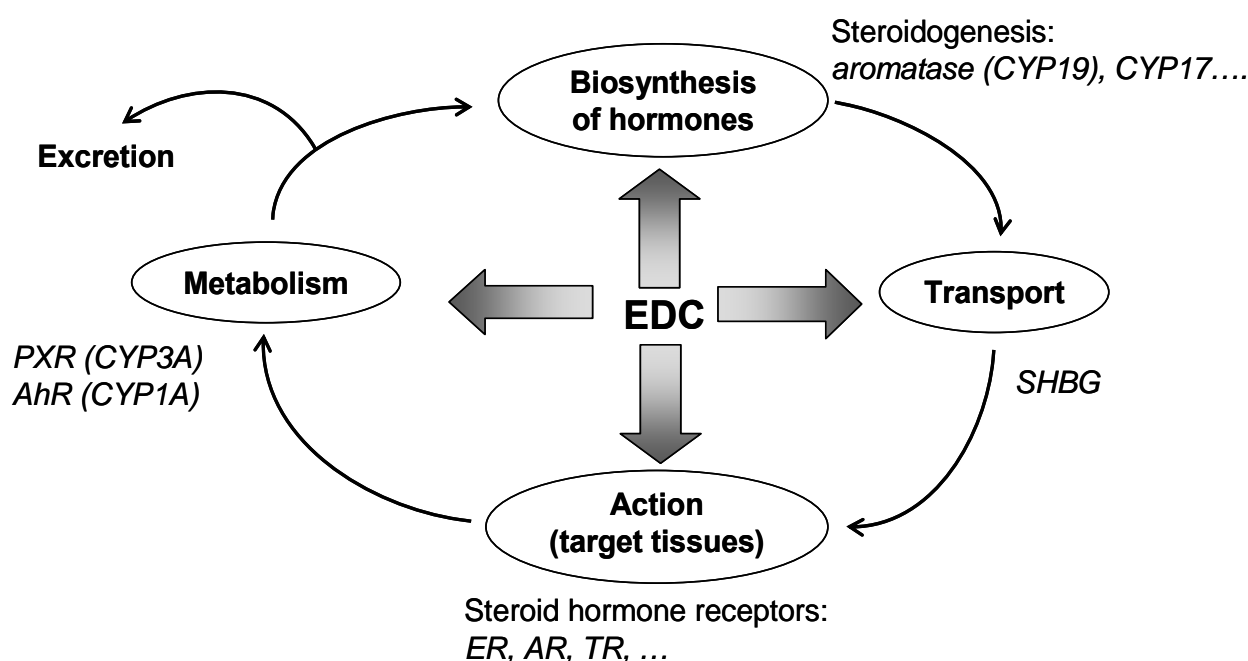 Steroidogenesis:
aromatase (CYP19), CYP17….
Biosynthesis
of hormones
Excretion
Metabolism
EDC
Transport
PXR (CYP3A)
AhR (CYP1A)
SHBG
Action
(target tissues)
Steroid hormone receptors:
ER, AR, TR, …